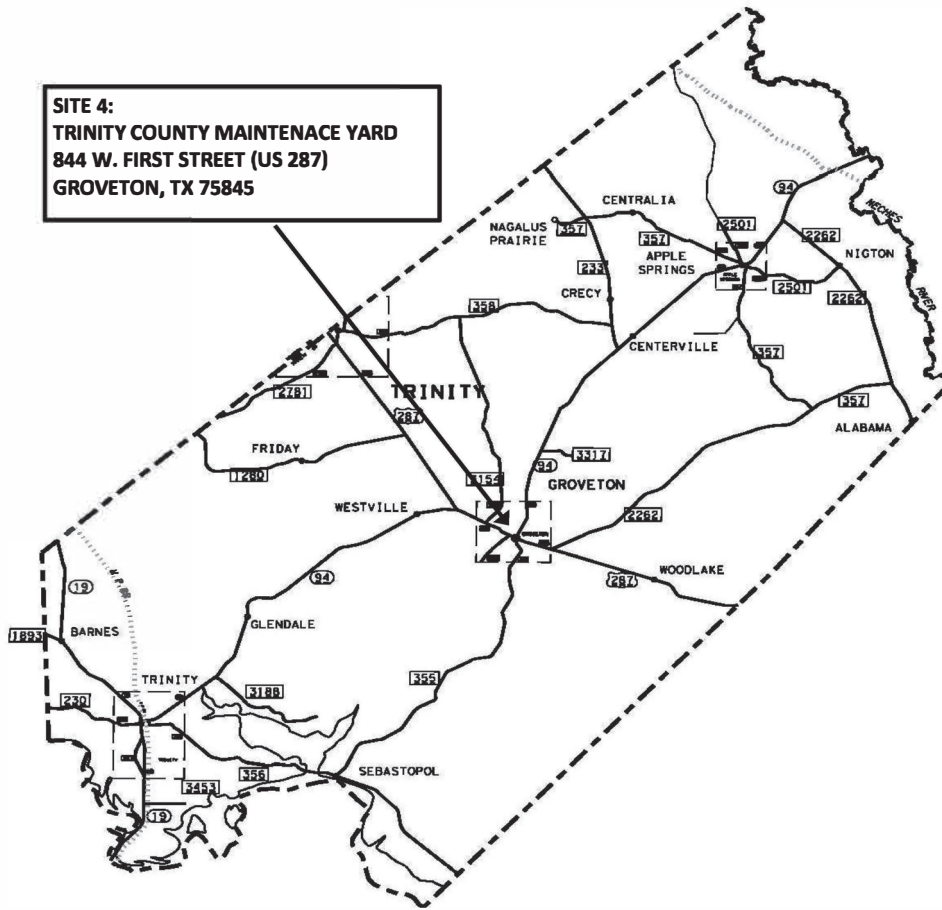 SITE 4:
TRINITY COUNTY MAINTENACE YARD
844 W. FIRST STREET (US 287)
GROVETON, TX 75845
94
NECHES
RIVER
CENTRALIA
NAGALUS
PRAIRIE
357
357
2501
2262
APPLE
SPRINGS
NIGTON
233
2501
2262
CRECY
358
CENTERVILLE
357
2781
TRINITY
287
357
ALABAMA
FRIDAY
1280
3317
94
3154
GROVETON
WESTVILLE
2262
94
287
WOODLAKE
19
GLENDALE
1893
BARNES
355
TRINITY
3188
230
356
SEBASTOPOL
3453
19